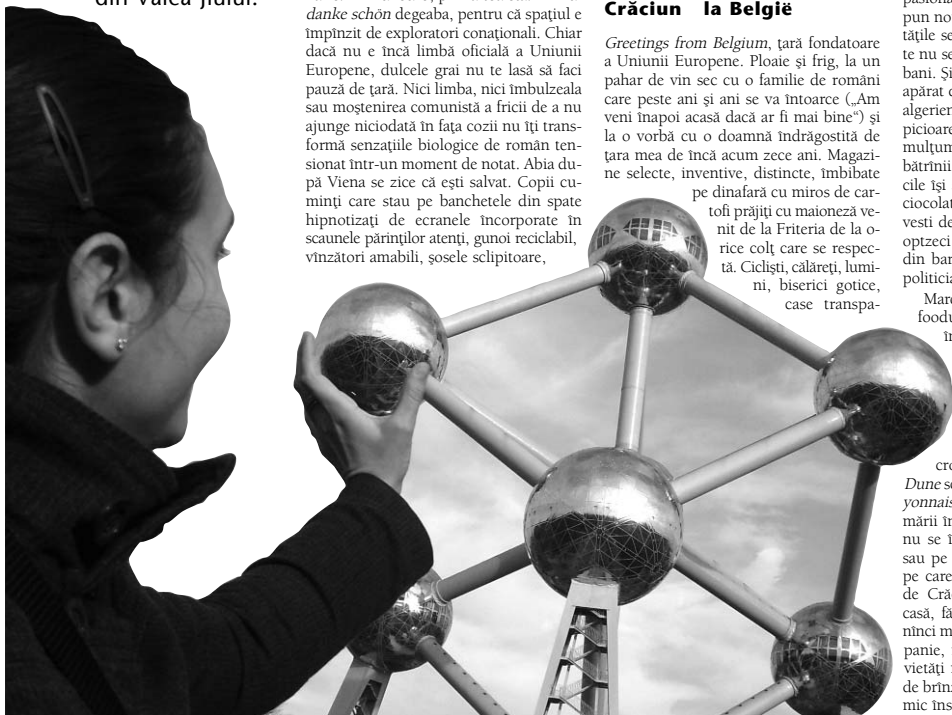 din Valea Jiului.
danke schön degeaba, pentru că spaţiul e
împînzit de exploratori conaţionali. Chiar
dacă nu e încă limbă oficială a Uniunii
Europene, dulcele grai nu te lasă să faci
pauză de ţară. Nici limba, nici îmbulzeala
sau moştenirea comunistă a fricii de a nu
ajunge niciodată în faţa cozii nu îţi trans-
formă senzaţiile biologice de român ten-
sionat într-un moment de notat. Abia du-
pă Viena se zice că eşti salvat. Copii cu-
minţi care stau pe banchetele din spate
hipnotizaţi de ecranele încorporate în
scaunele părinţilor atenţi, gunoi reciclabil,
vînzători amabili, şosele sclipitoare,
Crăciun la België
Greetings from Belgium, ţară fondatoare
a Uniunii Europene. Ploaie şi frig, la un
pahar de vin sec cu o familie de români
care peste ani şi ani se va întoarce („Am
veni înapoi acasă dacă ar fi mai bine“) şi
la o vorbă cu o doamnă îndrăgostită de
ţara mea de încă acum zece ani. Magazi-
ne selecte, inventive, distincte, îmbibate
pe dinafară cu miros de car-
tofi prăjiţi cu maioneză ve-
nit de la Friteria de la o-
rice colţ care se respec-
tă. Ciclişti, călăreţi, lumi-
ni, biserici gotice,
case transpa-
pun no
tăţile se
te nu se
bani. Şi
apărat d
algerien
picioare
mulţum
bătrînii
cile îşi
ciocolat
vesti de
optzeci
din bar
politicia
Marc
foodu
în
cro
Dune s
yonnais
mării în
nu se î
sau pe
pe care
de Cră
casă, fă
nînci m
panie,
vietăţi
de brînz
mic îns